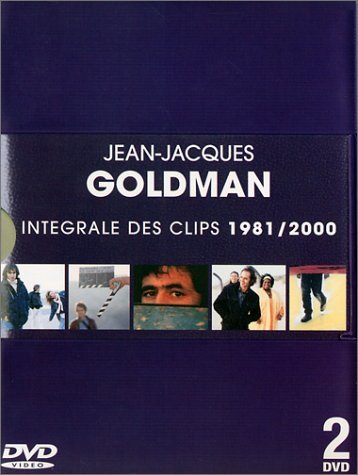 JEAN-JACQUES
GOLDMAN
INTEGRALE DES CLIPS 1981/2000
DVD
VIDEO
2
DVD